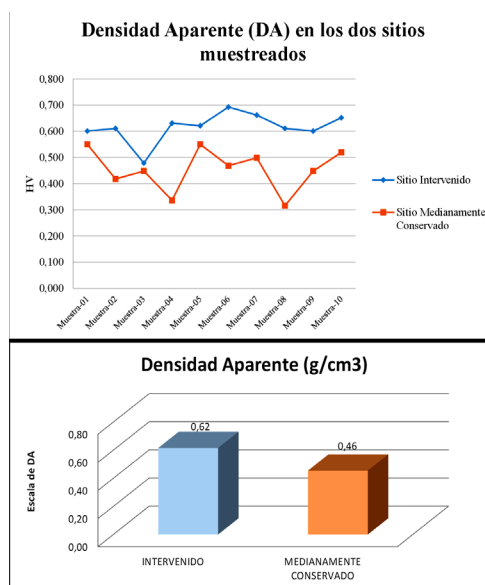 Densidad Aparente (DA) en los dos sitios
muestreados
0,800
0,700
0,600
0,500
0,400
0,300
0,200
0,100
0,000
HV
Muestra-01
Muestra-02
Muestra-03
Muestra-04
Muestra-05
Muestra-06
Muestra-07
Muestra-08
Muestra-09
Muestra-10
Sitio Intervenido
Sitio Medianamente
Conservado
Densidad Aparente (g/cm3)
0,80
0,60
0,40
0,20
0,00
Escala de DA
0,62
0,46
INTERVENIDO
MEDIANAMENTE
CONSERVADO